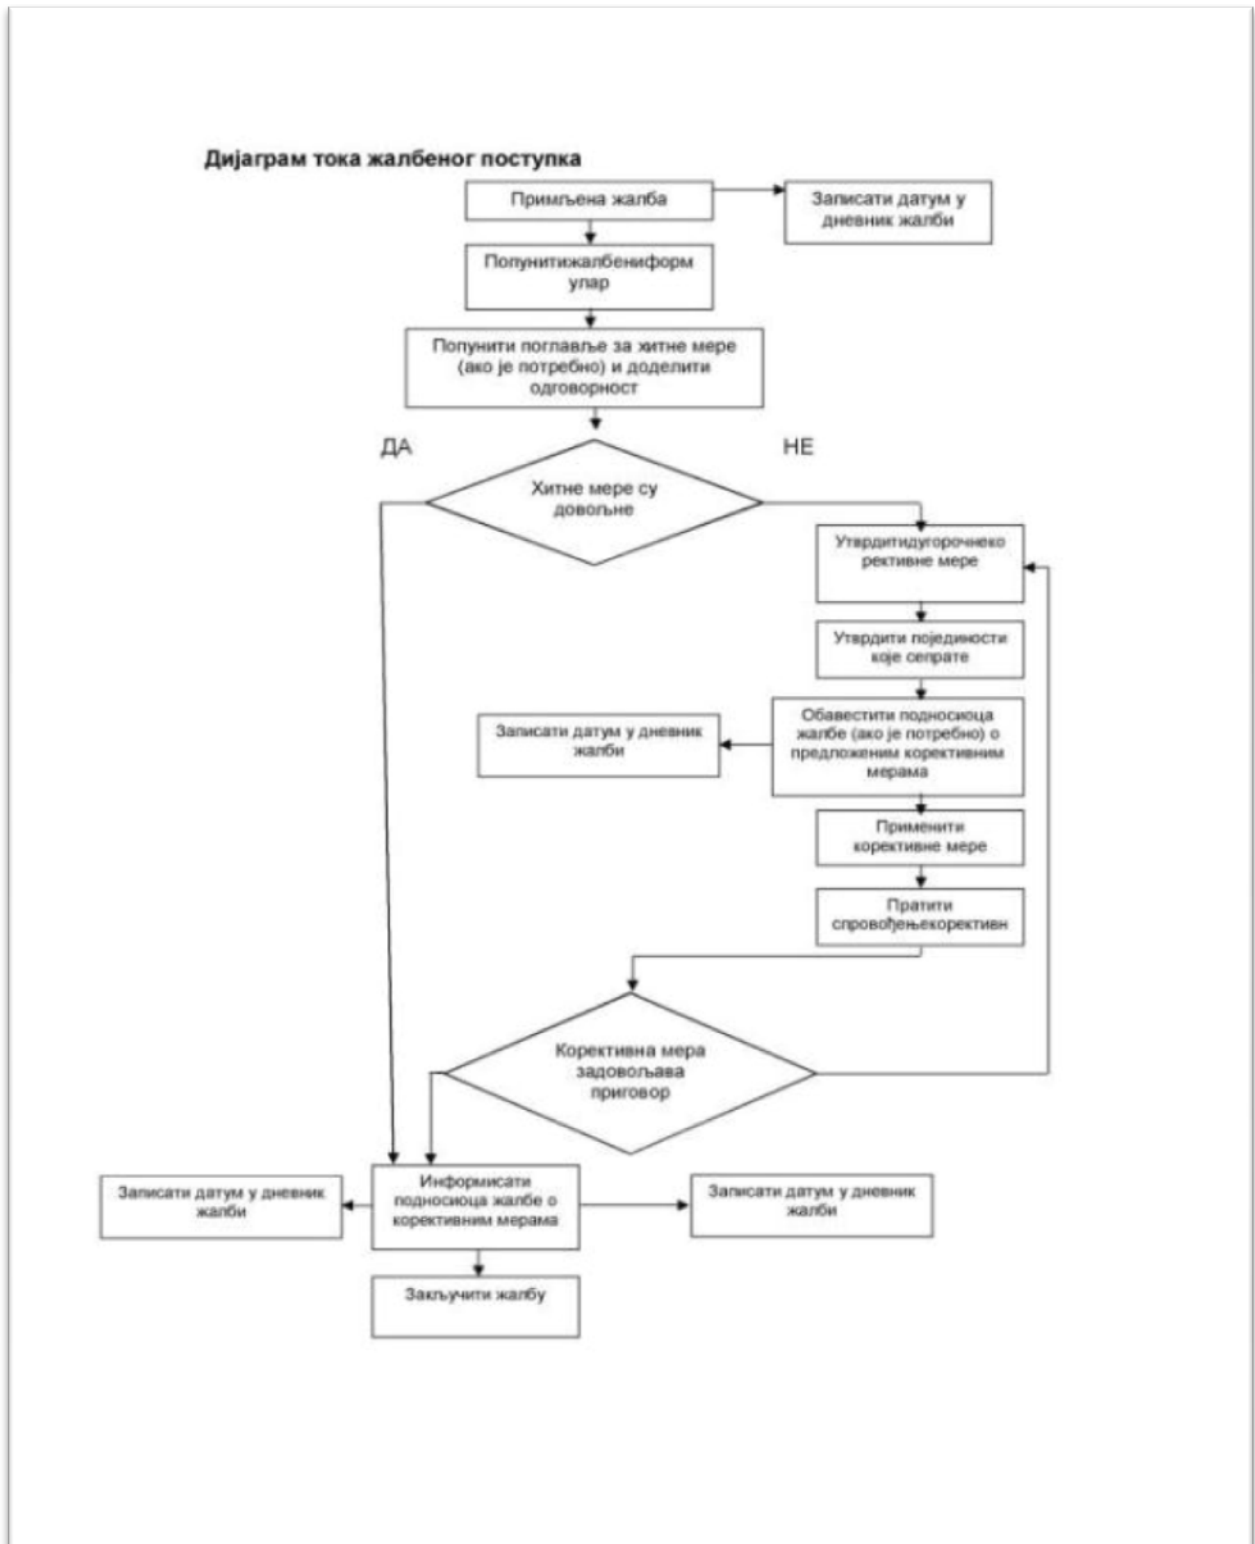 Дијаграм тока жалбеног поступка
Примљена жалба
Записати датум у
дневник жалби
Попунитижалбениформ
улар
Попунити поглавље за хитне мере
(ако је потребно) и доделити
одговорност
ДА
НЕ
Хитне мере су
довољне
Утврдитидугорочнеко
рективне мере
Утврдити појединости
које сепрате
Обавестити подносиоца
жалбе (ако је потребно) о
предложеним корективним
мерама
Записати датум у дневник
жалби
Применити
корективне мере
Пратити
спровођењекорективн
Корективна мера
задовољава
приговор
Записати датум у дневник
жалби
Информисати
подносиоца жалбе о
корективним мерама
Записати датум у дневник
жалби
Закључити жалбу